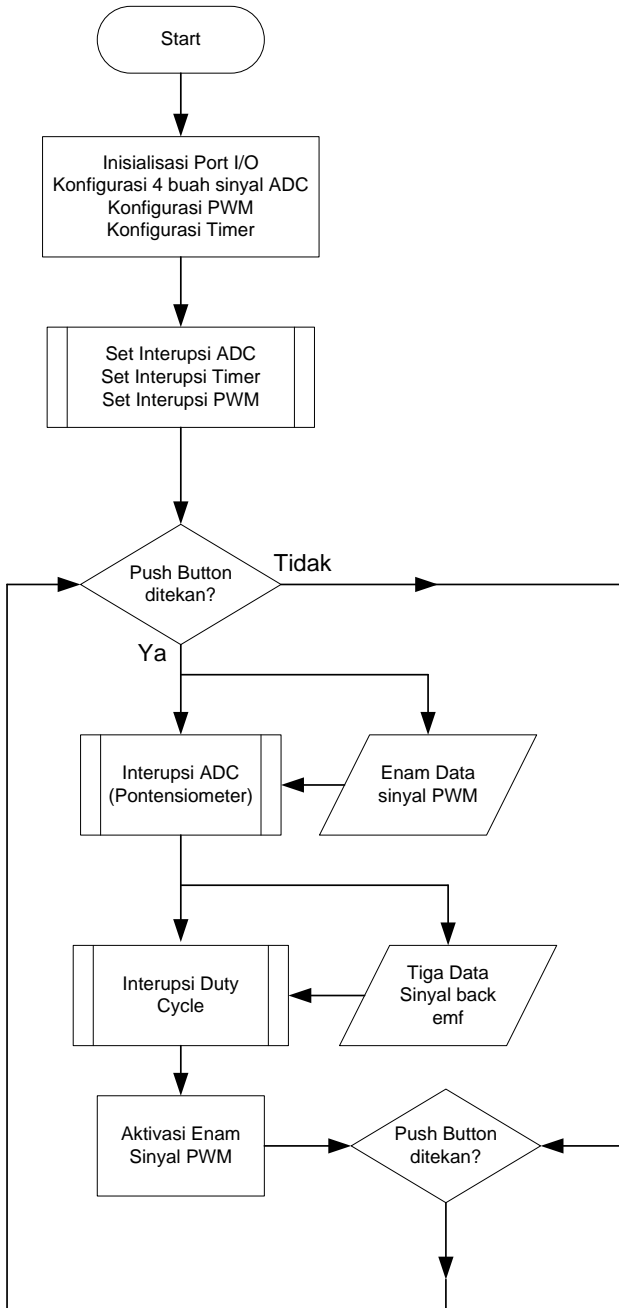 Start
Inisialisasi Port I/O
Konfigurasi 4 buah sinyal ADC
Konfigurasi PWM
Konfigurasi Timer
Set Interupsi ADC
Set Interupsi Timer
Set Interupsi PWM
Push Button
ditekan?
Tidak
Ya
Interupsi ADC
(Pontensiometer)
Enam Data
sinyal PWM
Interupsi Duty
Cycle
Tiga Data
Sinyal back
emf
Aktivasi Enam
Sinyal PWM
Push Button
ditekan?